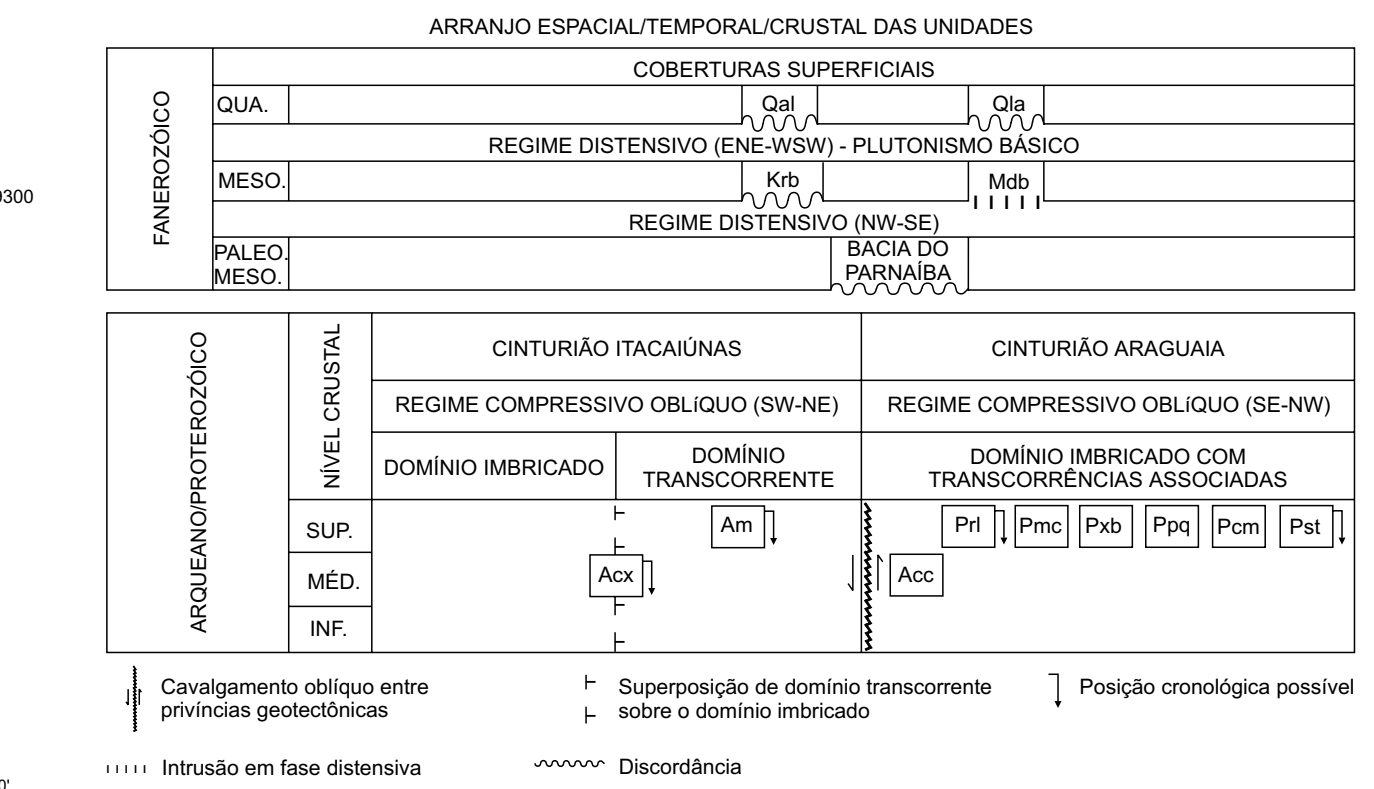 ARRANJO ESPACIAL/TEMPORAL/CRUSTAL DAS UNIDADES
COBERTURAS SUPERFICIAIS
FANEROZÓICO
QUA.
Qal
Qla
REGIME DISTENSIVO (ENE-WSW) - PLUTONISMO BÁSICO
MESO.
Krb
Mdb
9300
REGIME DISTENSIVO (NW-SE)
PALEO.
MESO.
BACIA DO
PARNAÍBA
ARQUEANO/PROTEROZÓICO
NÍVEL CRUSTAL
CINTURIÃO ITACAIÚNAS
CINTURIÃO ARAGUAIA
REGIME COMPRESSIVO OBLíQUO (SW-NE)
REGIME COMPRESSIVO OBLíQUO (SE-NW)
DOMÍNIO IMBRICADO
DOMÍNIO
TRANSCORRENTE
DOMÍNIO IMBRICADO COM
TRANSCORRÊNCIAS ASSOCIADAS
SUP.
Am
Prl
Pmc
Pxb
Ppq
Pcm
Pst
MÉD.
Acx
Acc
INF.
Cavalgamento oblíquo entre
privíncias geotectônicas
Superposição de domínio transcorrente
sobre o domínio imbricado
Posição cronológica possível
Intrusão em fase distensiva
Discordância
0'